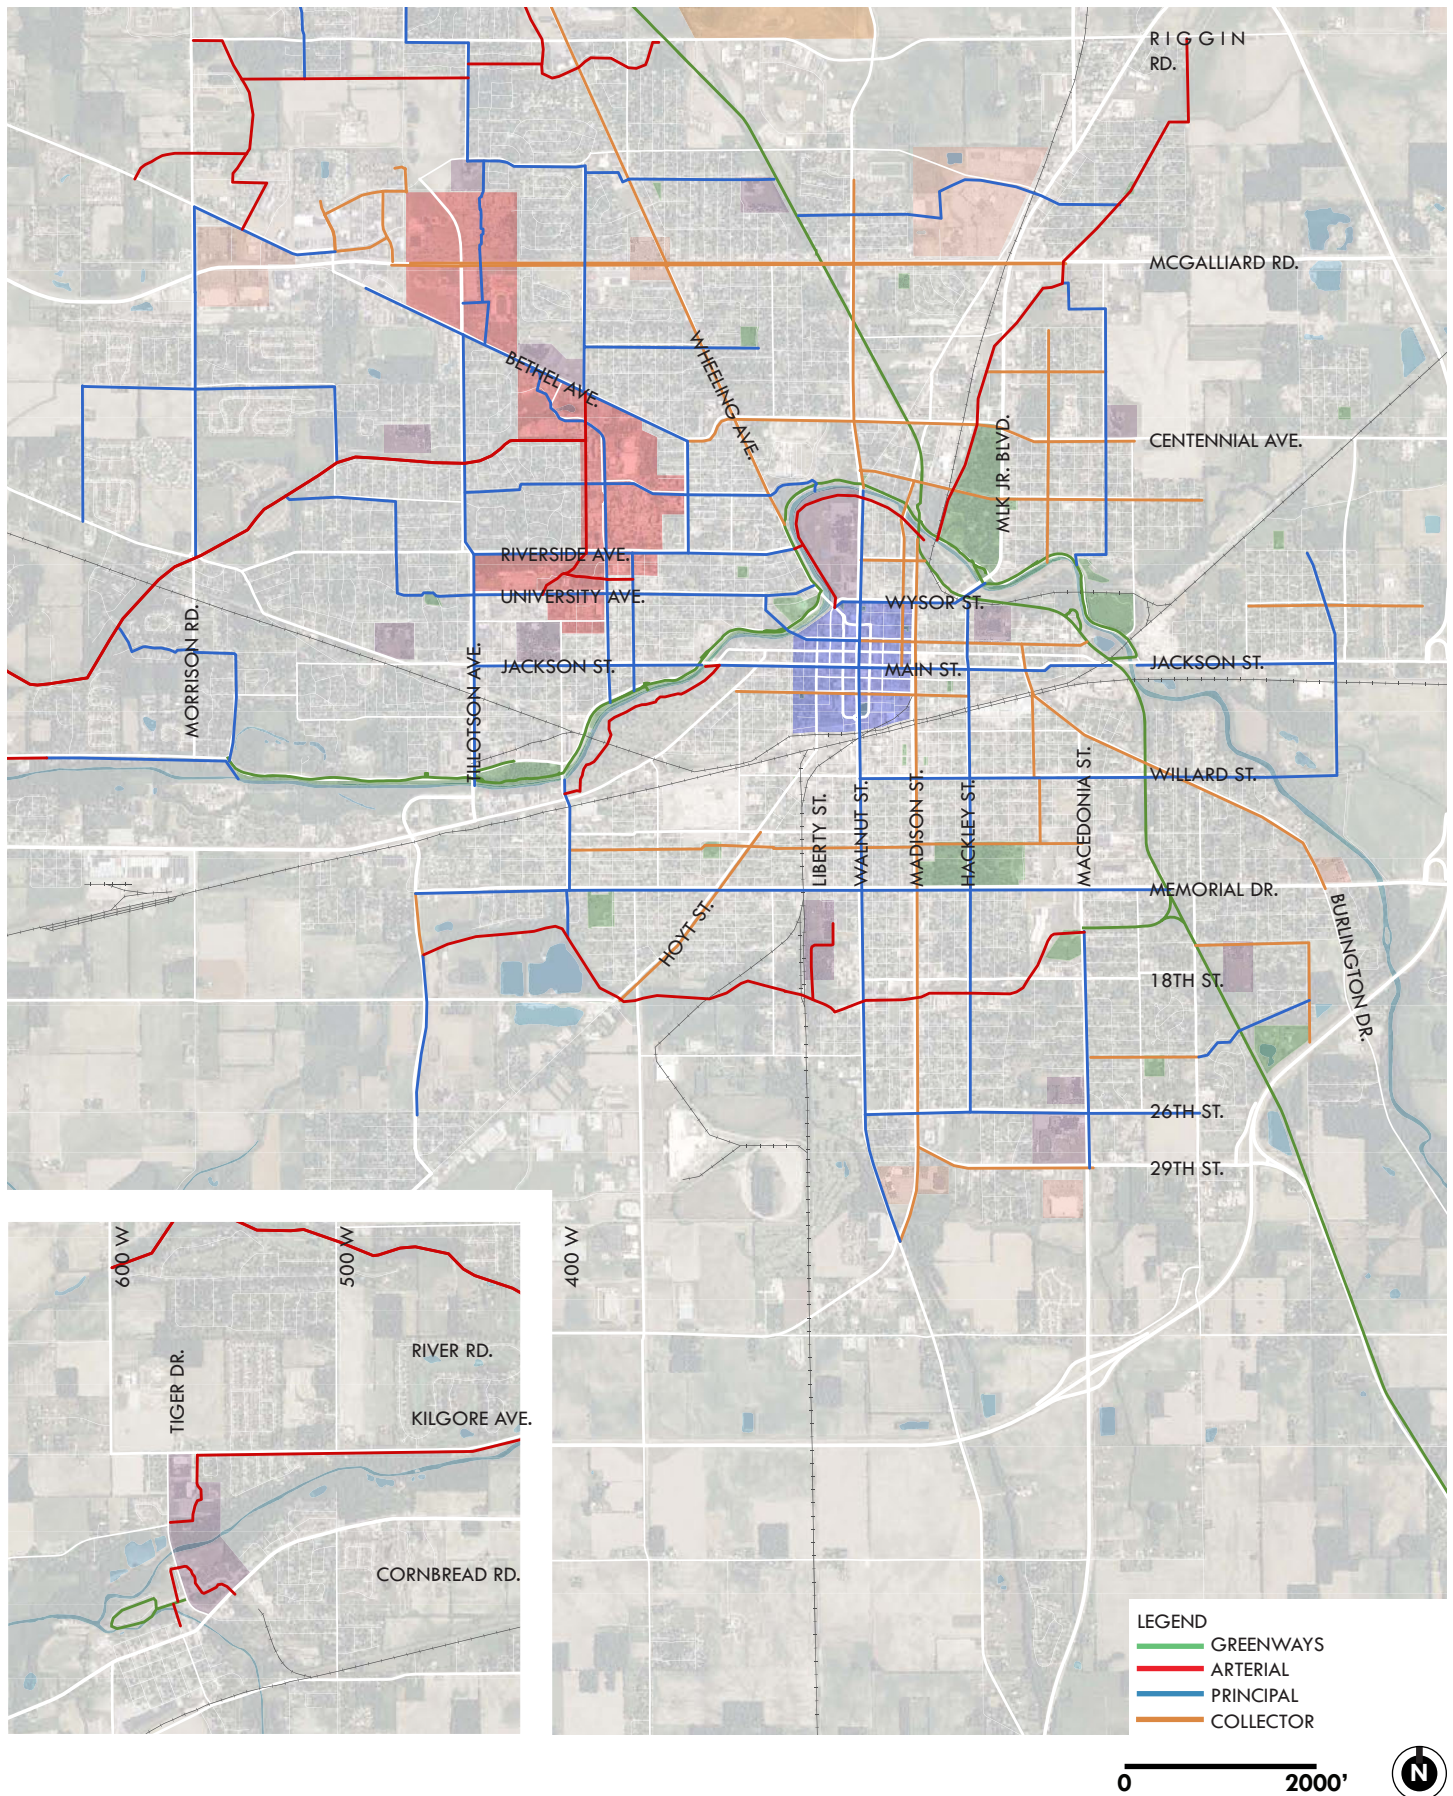 RIGGIN
RD.
MCGALLIARD RD.
BETHEL AVE.
WHEELING AVE.
MLK JR. BLVD.
CENTENNIAL AVE.
RIVERSIDE AVE.
UNIVERSITY AVE.
WYSOR ST.
MORRISON RD.
TILLOTSON AVE.
JACKSON ST.
MAIN ST.
JACKSON ST.
LIBERTY ST.
WALNUT ST.
MADISON ST.
HACKLEY ST.
MACEDONIA ST.
WILLARD ST.
MEMORIAL DR.
HOYT ST.
BURLINGTON DR.
18TH ST.
26TH ST.
29TH ST.
600 W
500 W
400 W
TIGER DR.
RIVER RD.
KILGORE AVE.
CORNBREAD RD.
LEGEND
GREENWAYS
ARTERIAL
PRINCIPAL
COLLECTOR
0 2000'
N